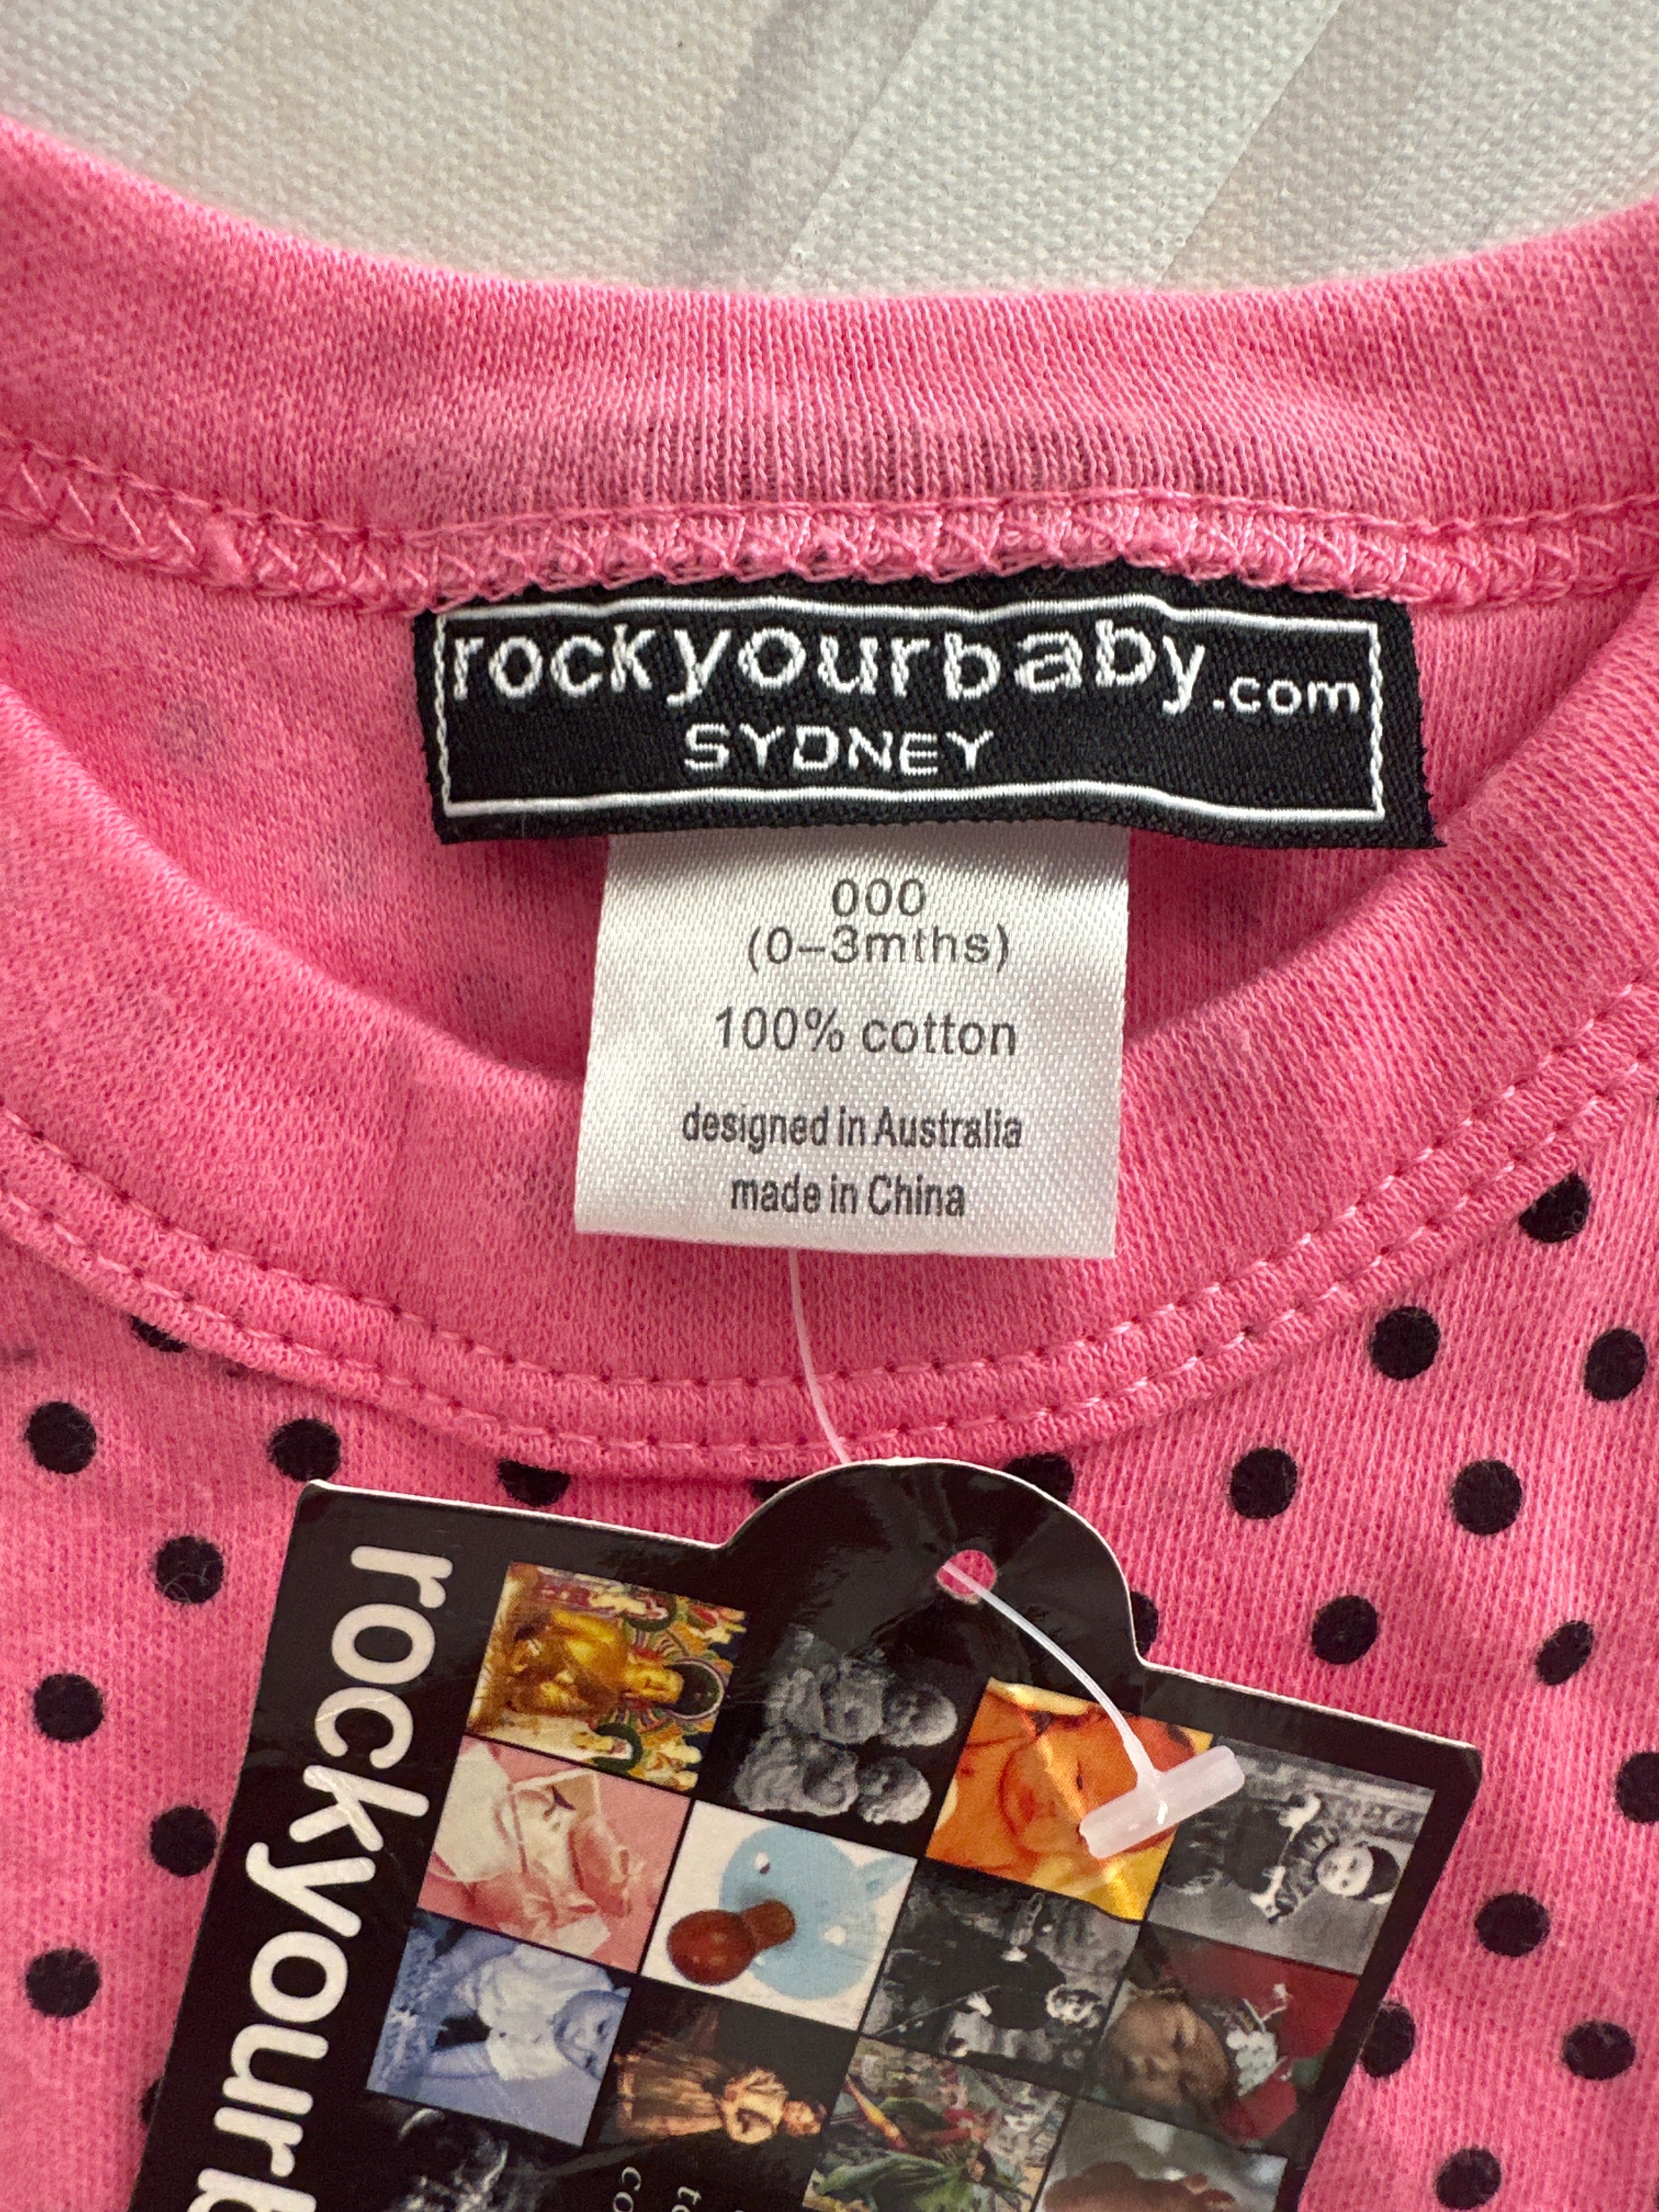 rockyourbaby.com
SYDNEY
000
(0-3mths)
100% cotton
designed in Australia
made in China
rockyour